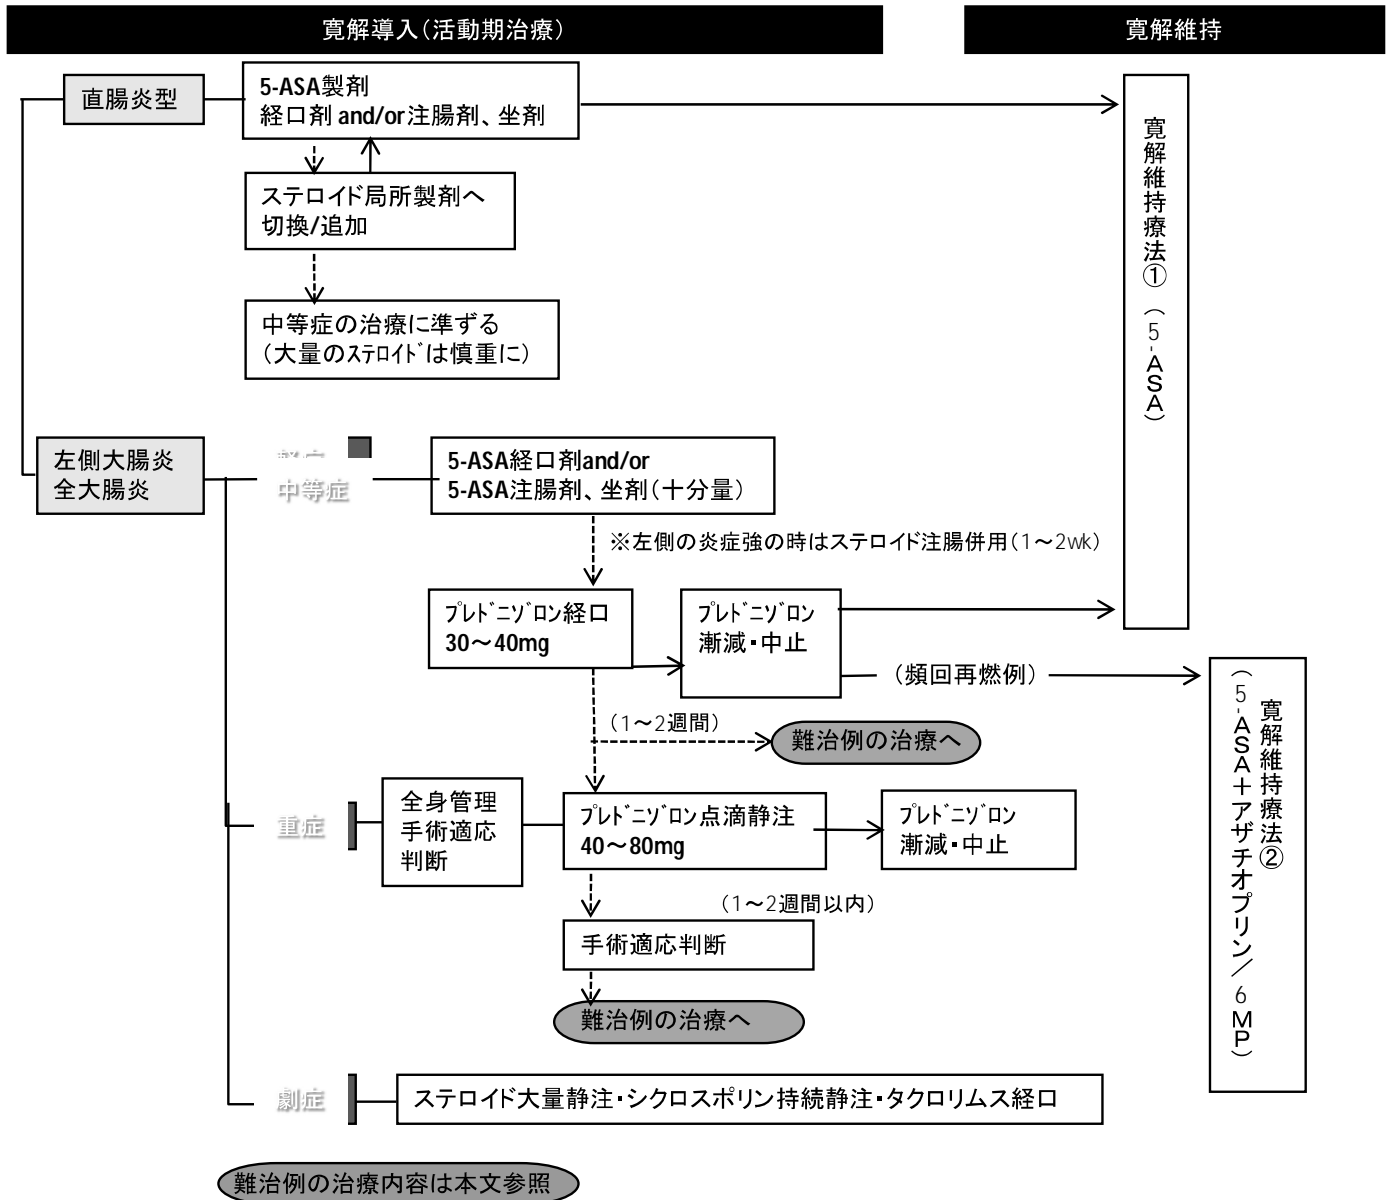 寛解導入(活動期治療)
寛解維持
直腸炎型
5-ASA製剤
経口剤 and/or注腸剤、坐剤
ステロイド局所製剤へ
切換/追加
中等症の治療に準ずる
(大量のｽﾃﾛｲﾄﾞは慎重に)
寛解維持療法①(5-ASA)
左側大腸炎
全大腸炎
中等症
5-ASA経口剤and/or
5-ASA注腸剤、坐剤(十分量)
※左側の炎症強の時はステロイド注腸併用(1～2wk)
ﾌﾟﾚﾄﾞﾆｿﾞﾛﾝ経口
30～40mg
ﾌﾟﾚﾄﾞﾆｿﾞﾛﾝ
漸減・中止
(頻回再燃例)
寛解維持療法②
(5-ASA＋アザチオプリン/6MP)
(1～2週間)
難治例の治療へ
重症
全身管理
手術適応
判断
ﾌﾟﾚﾄﾞﾆｿﾞﾛﾝ点滴静注
40～80mg
ﾌﾟﾚﾄﾞﾆｿﾞﾛﾝ
漸減・中止
(1～2週間以内)
手術適応判断
難治例の治療へ
劇症
ステロイド大量静注・シクロスポリン持続静注・タクロリムス経口
難治例の治療内容は本文参照